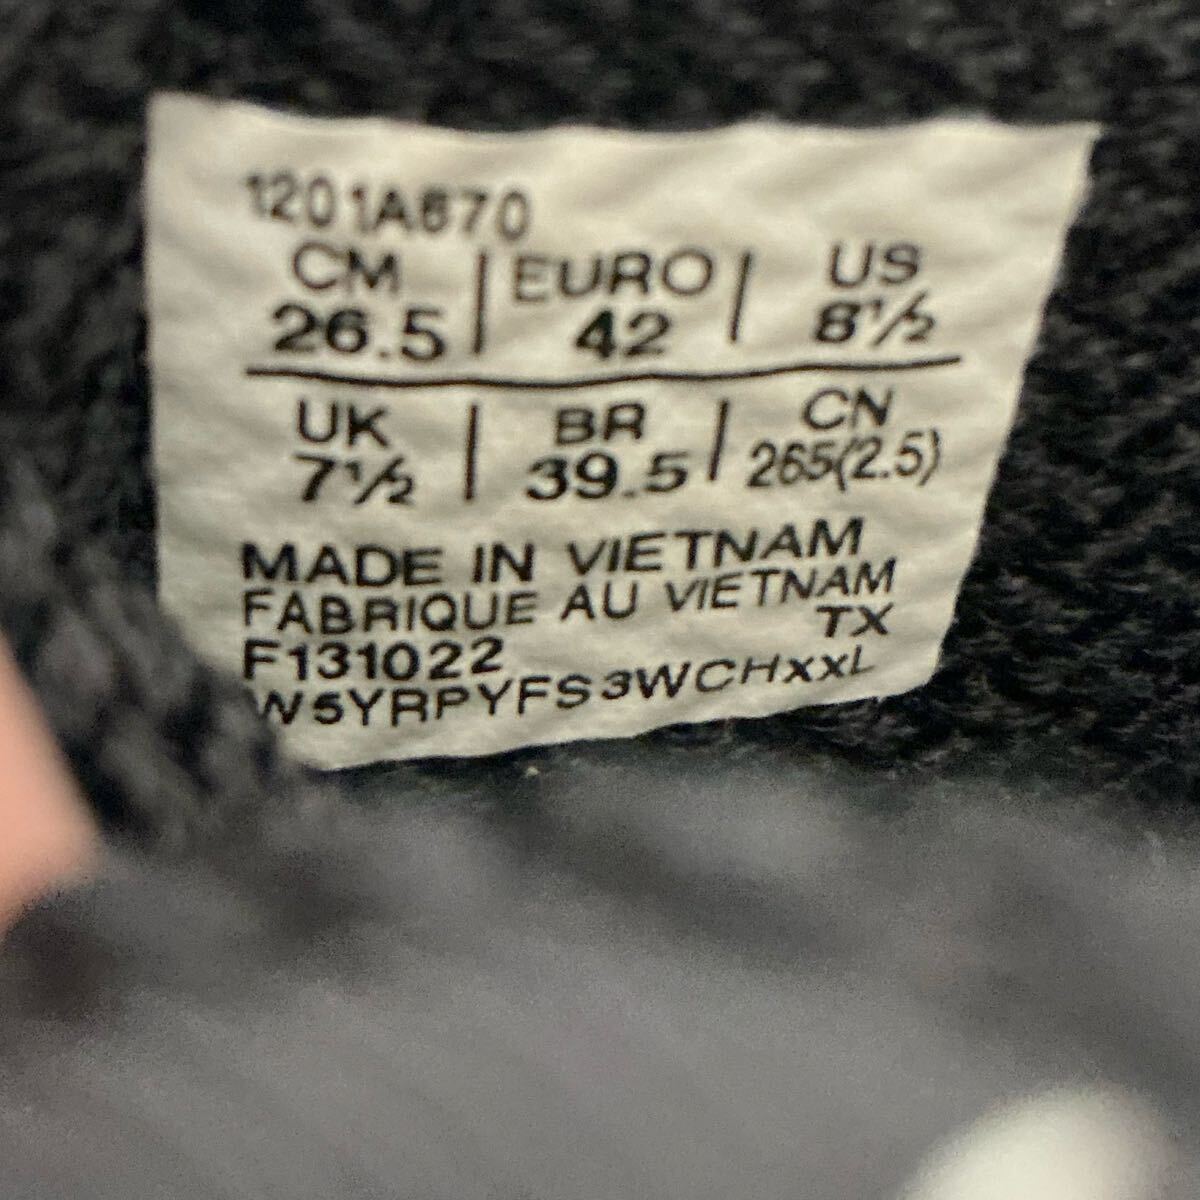 1201A670
CM | EURO | US
26.5 | 42 | 8½
UK | BR | CN
7½ | 39.5 | 265(2.5)
MADE IN VIETNAM
FABRIQUE AU VIETNAM
F131022 TX
W5YRPYFS3WCHxxL